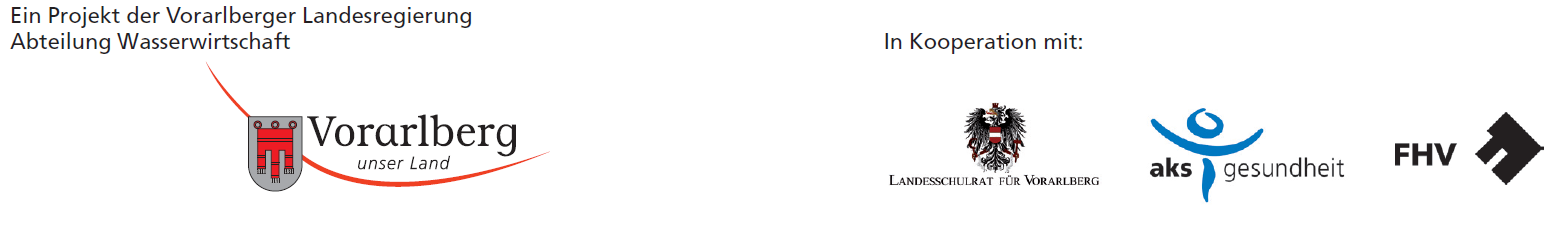 Ein Projekt der Vorarlberger Landesregierung
Abteilung Wasserwirtschaft
Vorarlberg
unser Land
In Kooperation mit:
LANDESSCHULRAT FÜR VORARLBERG
aks gesundheit
FHV